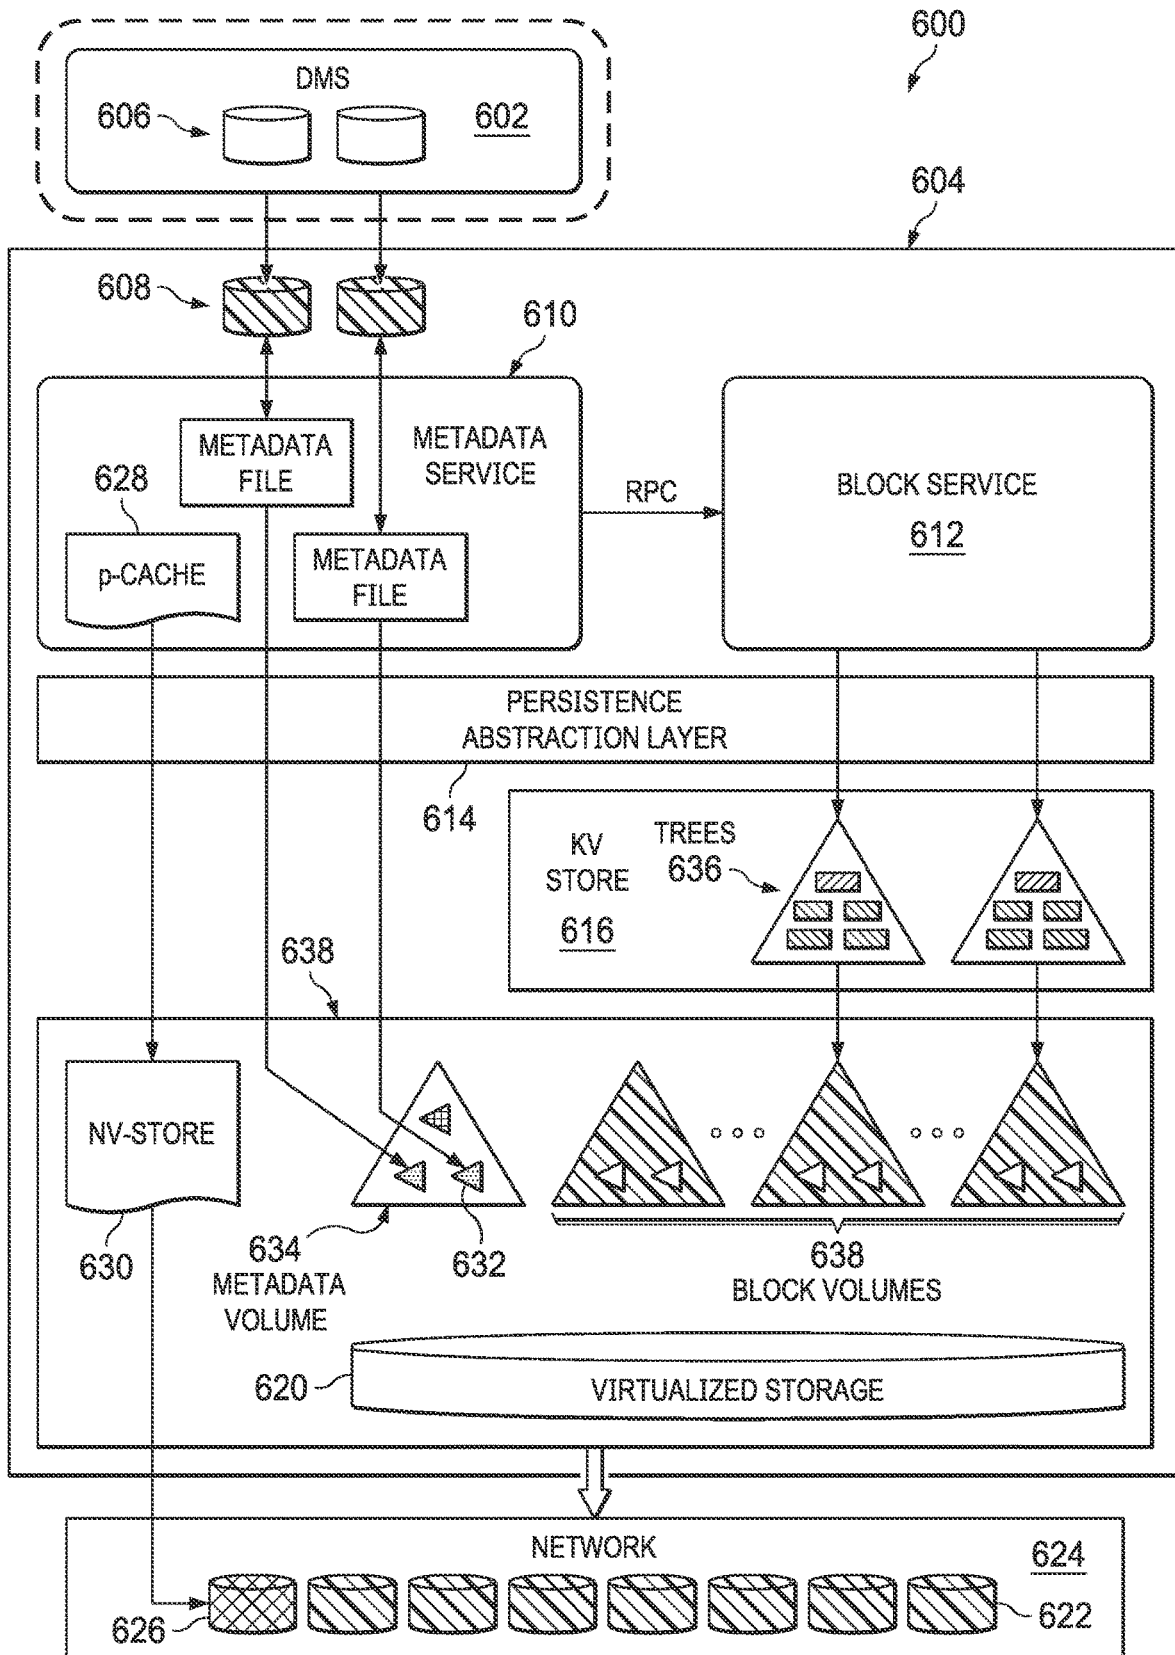 600
DMS
606
602
604
608
610
METADATA
FILE
METADATA
SERVICE
628
RPC
BLOCK SERVICE
612
p-CACHE
METADATA
FILE
PERSISTENCE
ABSTRACTION LAYER
614
KV
STORE
616
TREES
636
638
NV-STORE
630
634
METADATA
VOLUME
632
638
BLOCK VOLUMES
620
VIRTUALIZED STORAGE
NETWORK
624
626
622